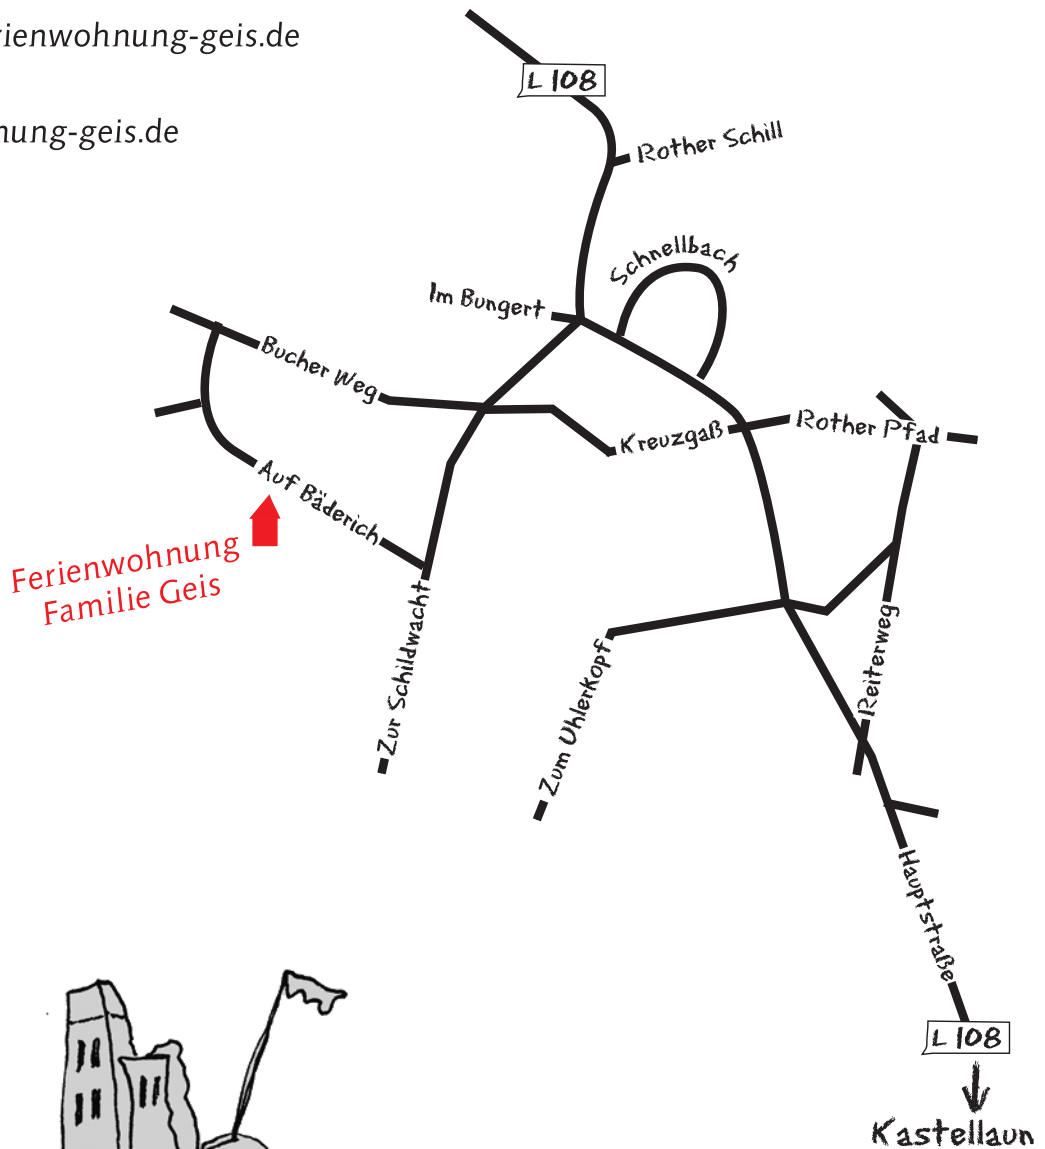 rienwohnung-geis.de
nung-geis.de
L 108
Rother Schill
Schnellbach
Im Bungert
Bucher Weg
Kreuzgaß
Rother Pfad
Auf Bäderich
Ferienwohnung
Familie Geis
Zur Schildwacht
Zum Uhlerkopf
Reiterweg
Hauptstraße
L 108
Kastellaun